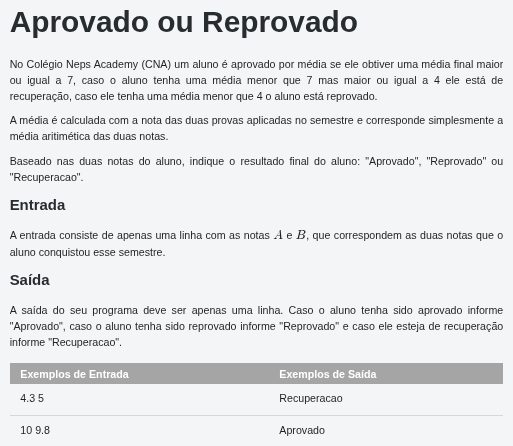 Aprovado ou Reprovado
No Colégio Neps Academy (CNA) um aluno é aprovado por média se ele obtiver uma média final maior
ou igual a 7, caso o aluno tenha uma média menor que 7 mas maior ou igual a 4 ele está de
recuperação, caso ele tenha uma média menor que 4 o aluno está reprovado.
A média é calculada com a nota das duas provas aplicadas no semestre e corresponde simplesmente a
média aritimética das duas notas.
Baseado nas duas notas do aluno, indique o resultado final do aluno: "Aprovado", "Reprovado" ou
"Recuperacao".
Entrada
A entrada consiste de apenas uma linha com as notas A e B, que correspondem as duas notas que o
aluno conquistou esse semestre.
Saída
A saída do seu programa deve ser apenas uma linha. Caso o aluno tenha sido aprovado informe
"Aprovado", caso o aluno tenha sido reprovado informe "Reprovado" e caso ele esteja de recuperação
informe "Recuperacao".
Exemplos de Entrada Exemplos de Saída
4.3 5 Recuperacao
10 9.8 Aprovado